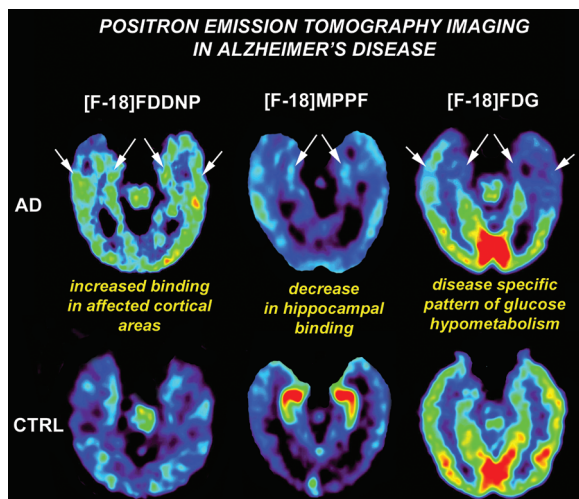 POSITRON EMISSION TOMOGRAPHY IMAGING
IN ALZHEIMER'S DISEASE
[F-18]FDDNP
[F-18]MPPF
[F-18]FDG
AD
increased binding
in affected cortical
areas
decrease
in hippocampal
binding
disease specific
pattern of glucose
hypometabolism
CTRL